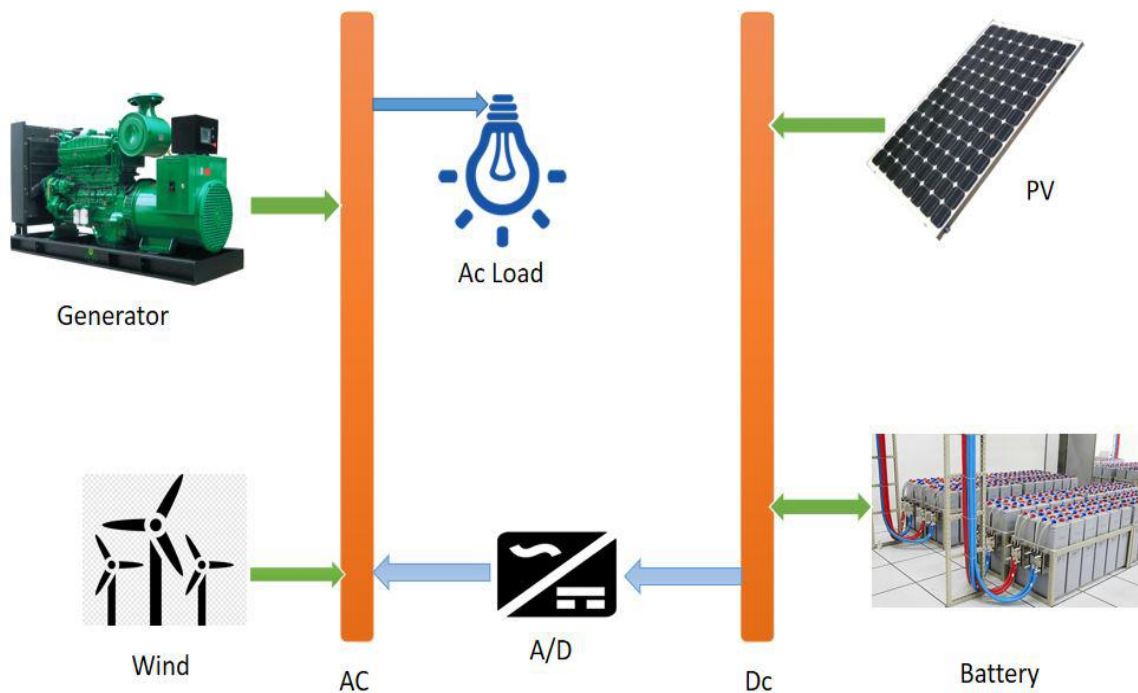 PV
Ac Load
Generator
A/D
Wind
AC
Dc
Battery